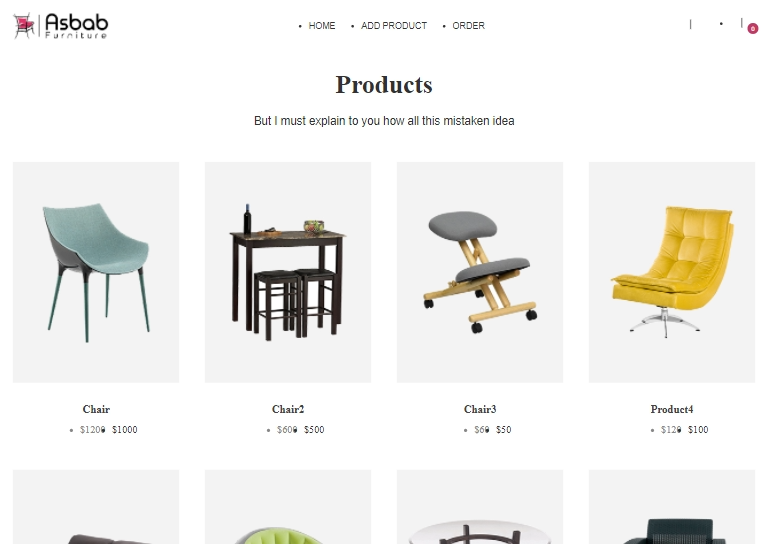 Asbab
Furniture
HOME
ADD PRODUCT
ORDER
0
Products
But I must explain to you how all this mistaken idea
Chair
$1200 $1000
Chair2
$600 $500
Chair3
$60 $50
Product4
$120 $100